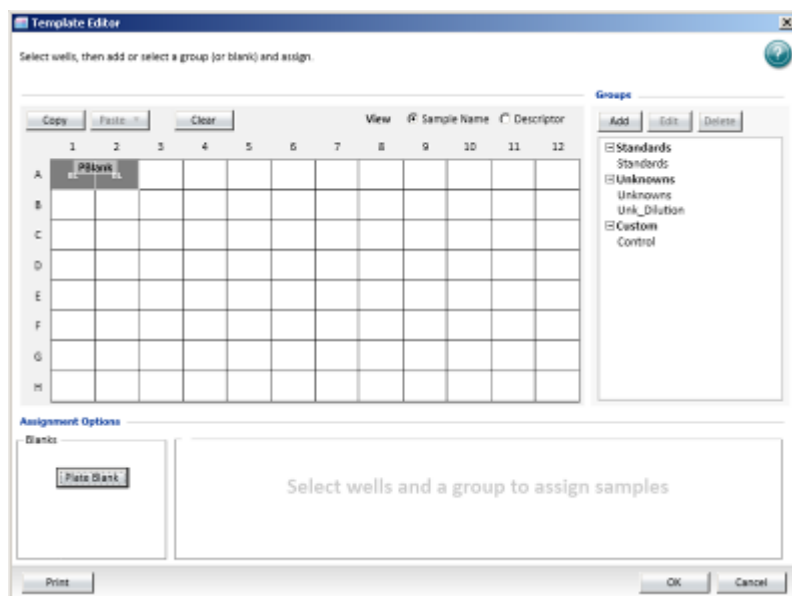 Template Editor
Select wells, then add or select a group (or blank) and assign.
Groups
Copy Paste Clear View Sample Name Descriptor
Add Edit Delete
1 2 3 4 5 6 7 8 9 10 11 12
A PBlank
BL BL
B
C
D
E
F
G
H
Standards
Standards
Unknowns
Unknowns
Unk_Dilution
Custom
Control
Assignment Options
Blanks
Plate Blank
Select wells and a group to assign samples
Print OK Cancel